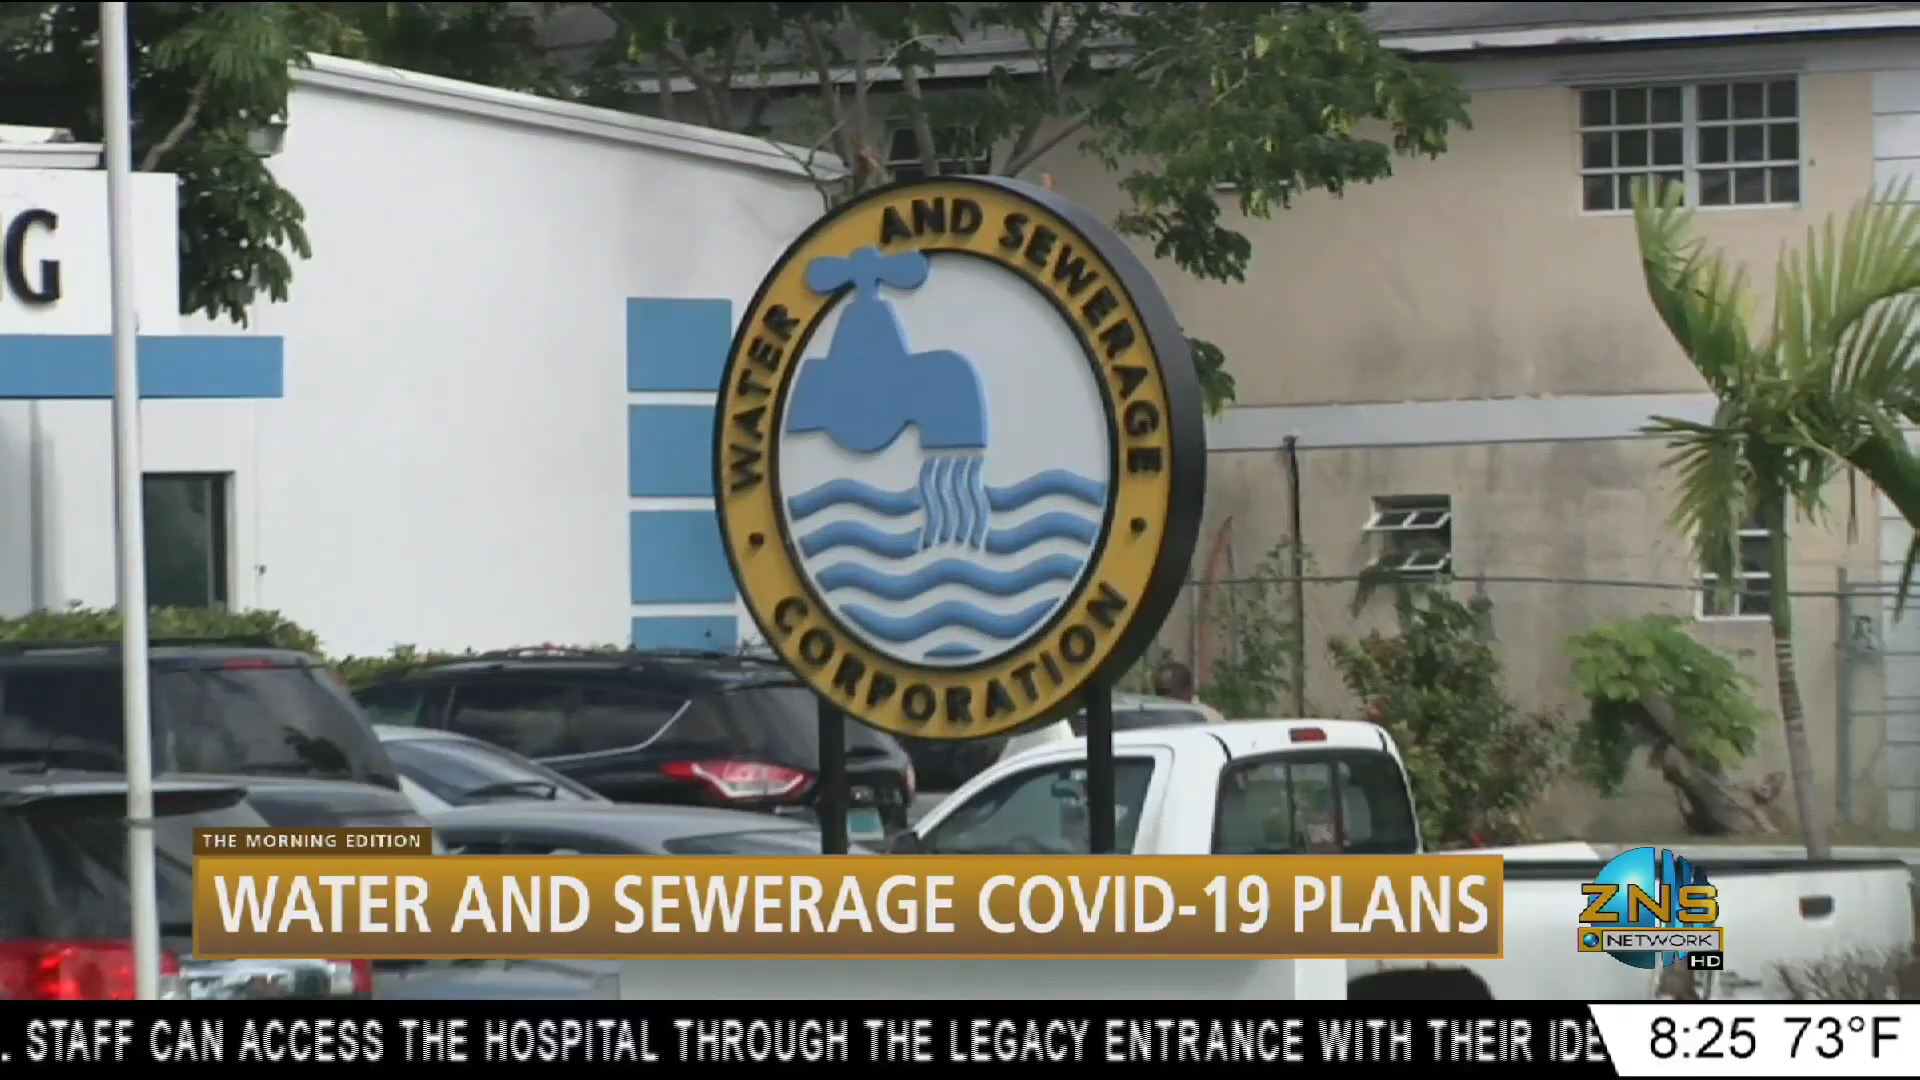 G
WATER AND SEWERAGE
CORPORATION
THE MORNING EDITION
WATER AND SEWERAGE COVID-19 PLANS
ZNS
NETWORK
HD
. STAFF CAN ACCESS THE HOSPITAL THROUGH THE LEGACY ENTRANCE WITH THEIR IDE
8:25 73°F